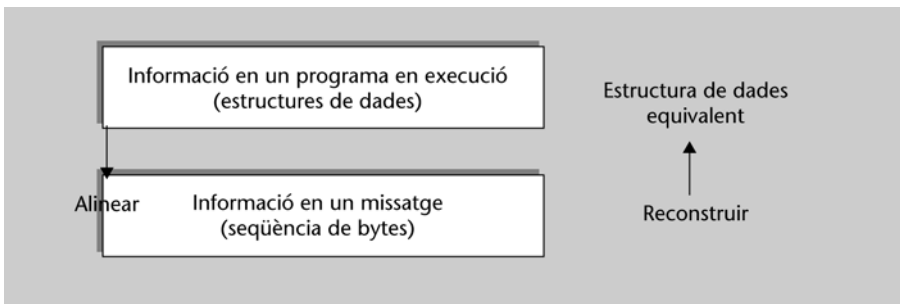 Informació en un programa en execució
(estructures de dades)
Estructura de dades
equivalent
Alinear
Informació en un missatge
(seqüència de bytes)
Reconstruir